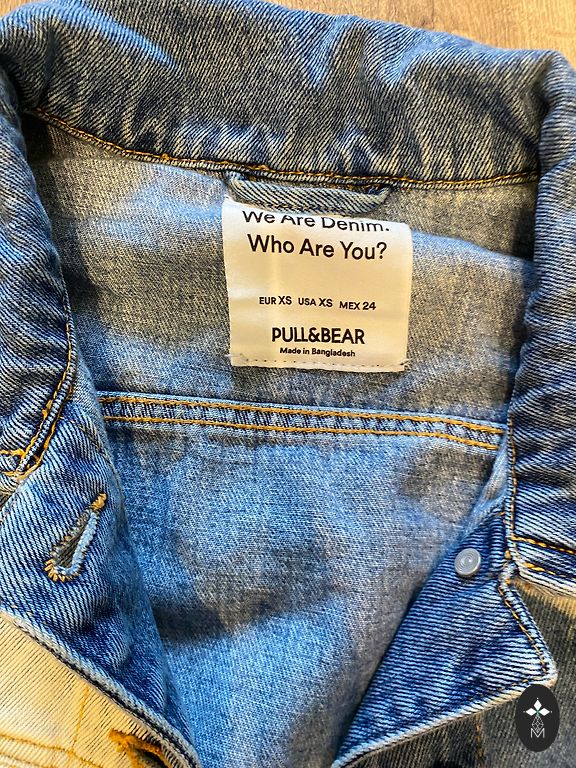 We Are Denim.
Who Are You?
EUR XS USA XS MEX 24
PULL&BEAR
Made in Bangladesh
M